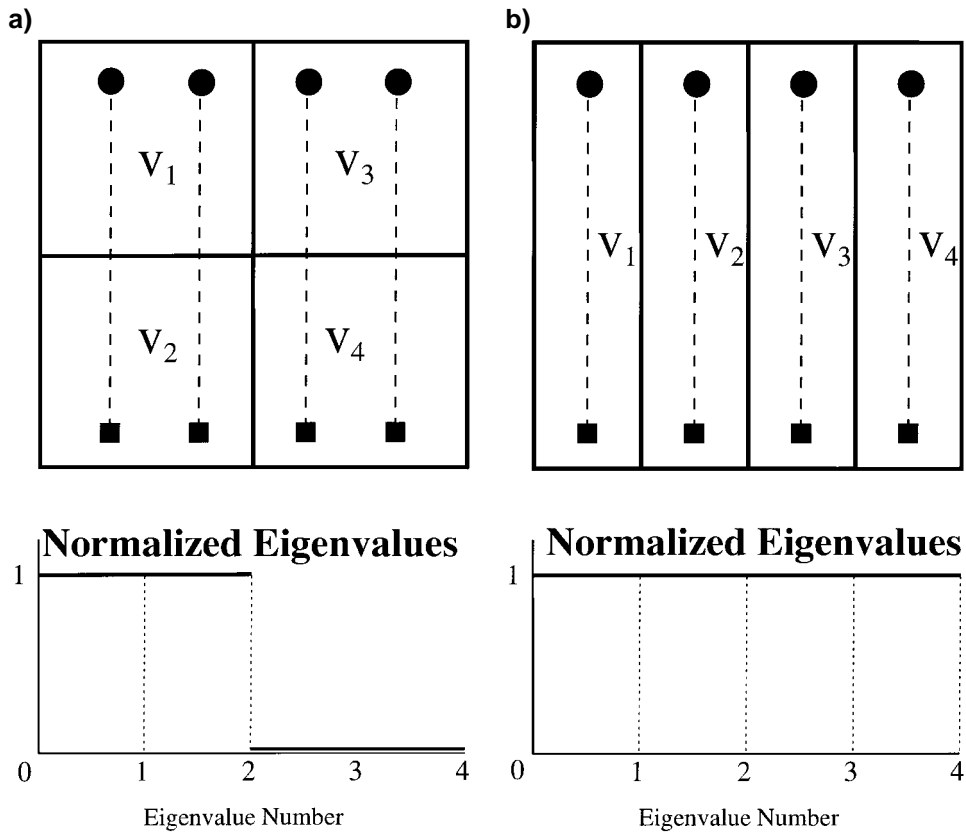 a)
V1 V3
V2 V4
Normalized Eigenvalues
1
0 1 2 3 4
Eigenvalue Number
b)
V1 V2 V3 V4
Normalized Eigenvalues
1
0 1 2 3 4
Eigenvalue Number